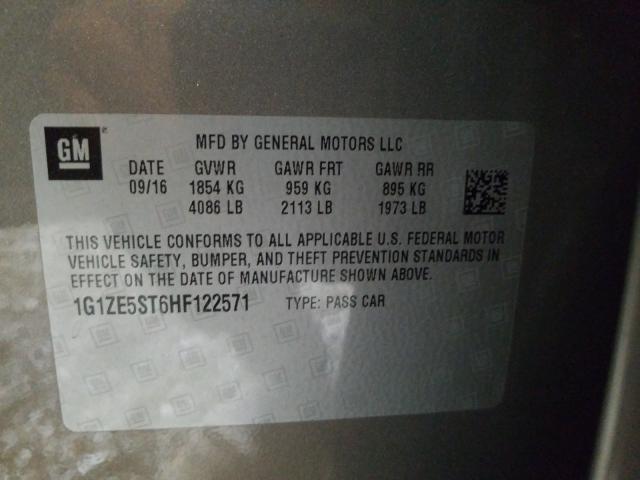 GM
MFD BY GENERAL MOTORS LLC
DATE GVWR GAWR FRT GAWR RR
09/16 1854 KG 959 KG 895 KG
4086 LB 2113 LB 1973 LB
THIS VEHICLE CONFORMS TO ALL APPLICABLE U.S. FEDERAL MOTOR
VEHICLE SAFETY, BUMPER, AND THEFT PREVENTION STANDARDS IN
EFFECT ON THE DATE OF MANUFACTURE SHOWN ABOVE.
1G1ZE5ST6HF122571 TYPE: PASS CAR